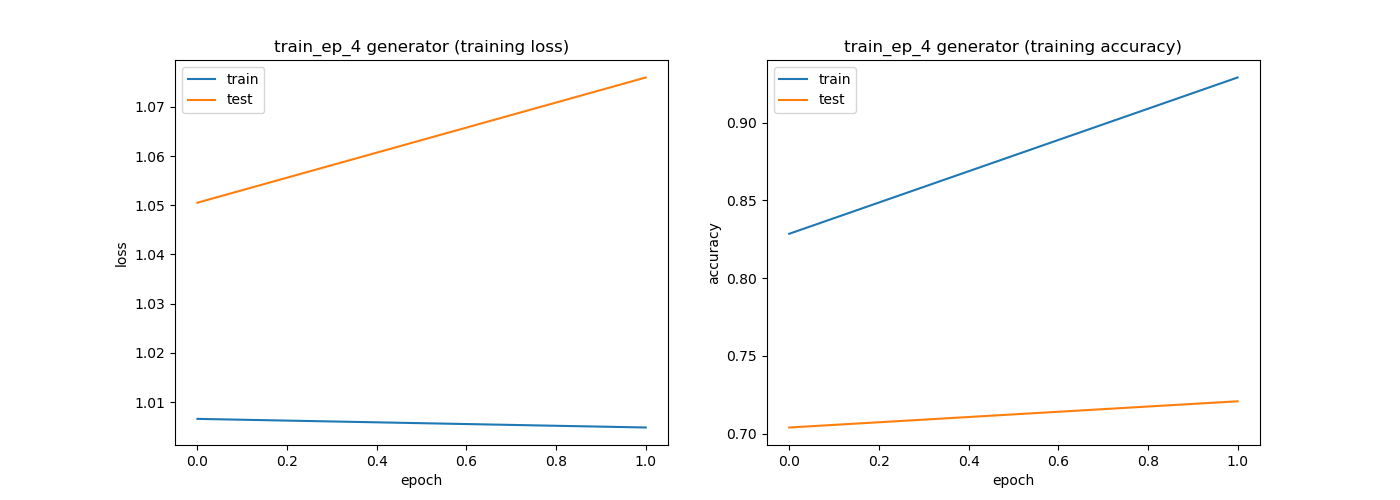 train_ep_4 generator (training loss)
train
test
1.07
1.06
1.05
1.04
1.03
1.02
1.01
loss
0.0 0.2 0.4 0.6 0.8 1.0
epoch
train_ep_4 generator (training accuracy)
train
test
0.90
0.85
0.80
0.75
0.70
accuracy
0.0 0.2 0.4 0.6 0.8 1.0
epoch